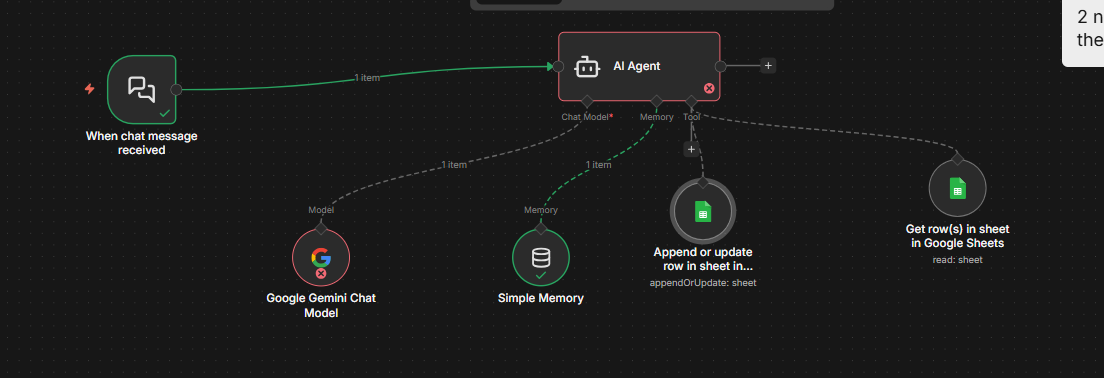 2 n
the
AI Agent
1 item
When chat message
received
Chat Model*
Memory
Tool
1 item
1 item
Model
Memory
Google Gemini Chat
Model
Simple Memory
Append or update
row in sheet in...
appendOrUpdate: sheet
Get row(s) in sheet
in Google Sheets
read: sheet